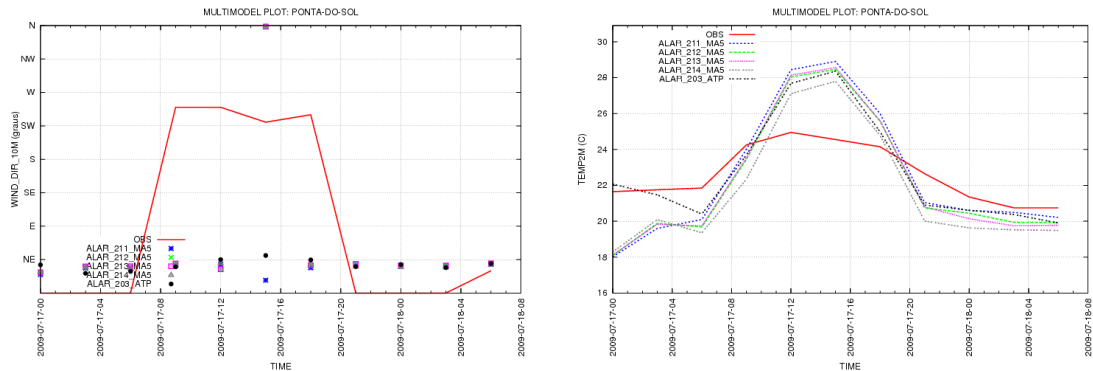 MULTIMODEL PLOT: PONTA-DO-SOL
WIND_DIR_10M (graus)
N
NW
W
SW
S
SE
E
NE
OBS
ALAR_211_MA5
ALAR_212_MA5
ALAR_213_MA5
ALAR_214_MA5
ALAR_203_ATP
2009-07-17-00
2009-07-17-04
2009-07-17-08
2009-07-17-12
2009-07-17-16
2009-07-17-20
2009-07-18-00
2009-07-18-04
2009-07-18-08
TIME
MULTIMODEL PLOT: PONTA-DO-SOL
TEMP2M (C)
30
28
26
24
22
20
18
16
OBS
ALAR_211_MA5
ALAR_212_MA5
ALAR_213_MA5
ALAR_214_MA5
ALAR_203_ATP
2009-07-17-00
2009-07-17-04
2009-07-17-08
2009-07-17-12
2009-07-17-16
2009-07-17-20
2009-07-18-00
2009-07-18-04
2009-07-18-08
TIME